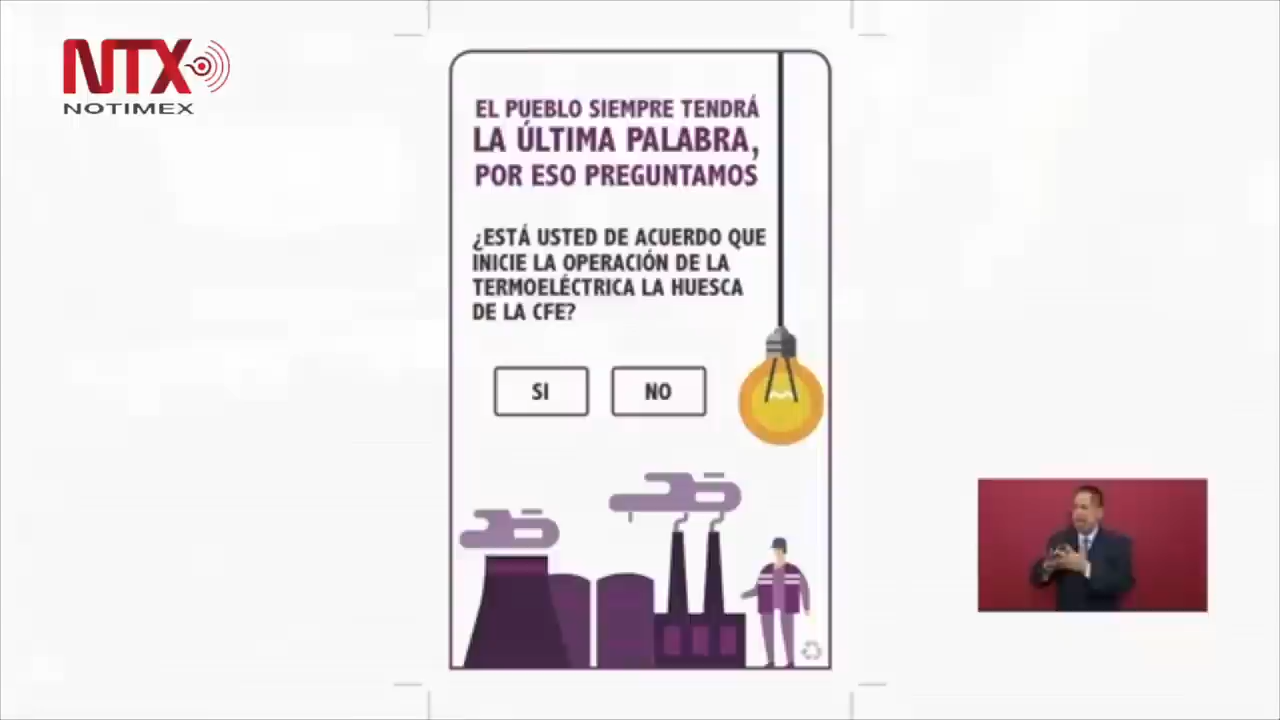 NTX
NOTIMEX
EL PUEBLO SIEMPRE TENDRÁ
LA ÚLTIMA PALABRA,
POR ESO PREGUNTAMOS
¿ESTÁ USTED DE ACUERDO QUE
INICIE LA OPERACIÓN DE LA
TERMOELÉCTRICA LA HUESCA
DE LA CFE?
SI NO